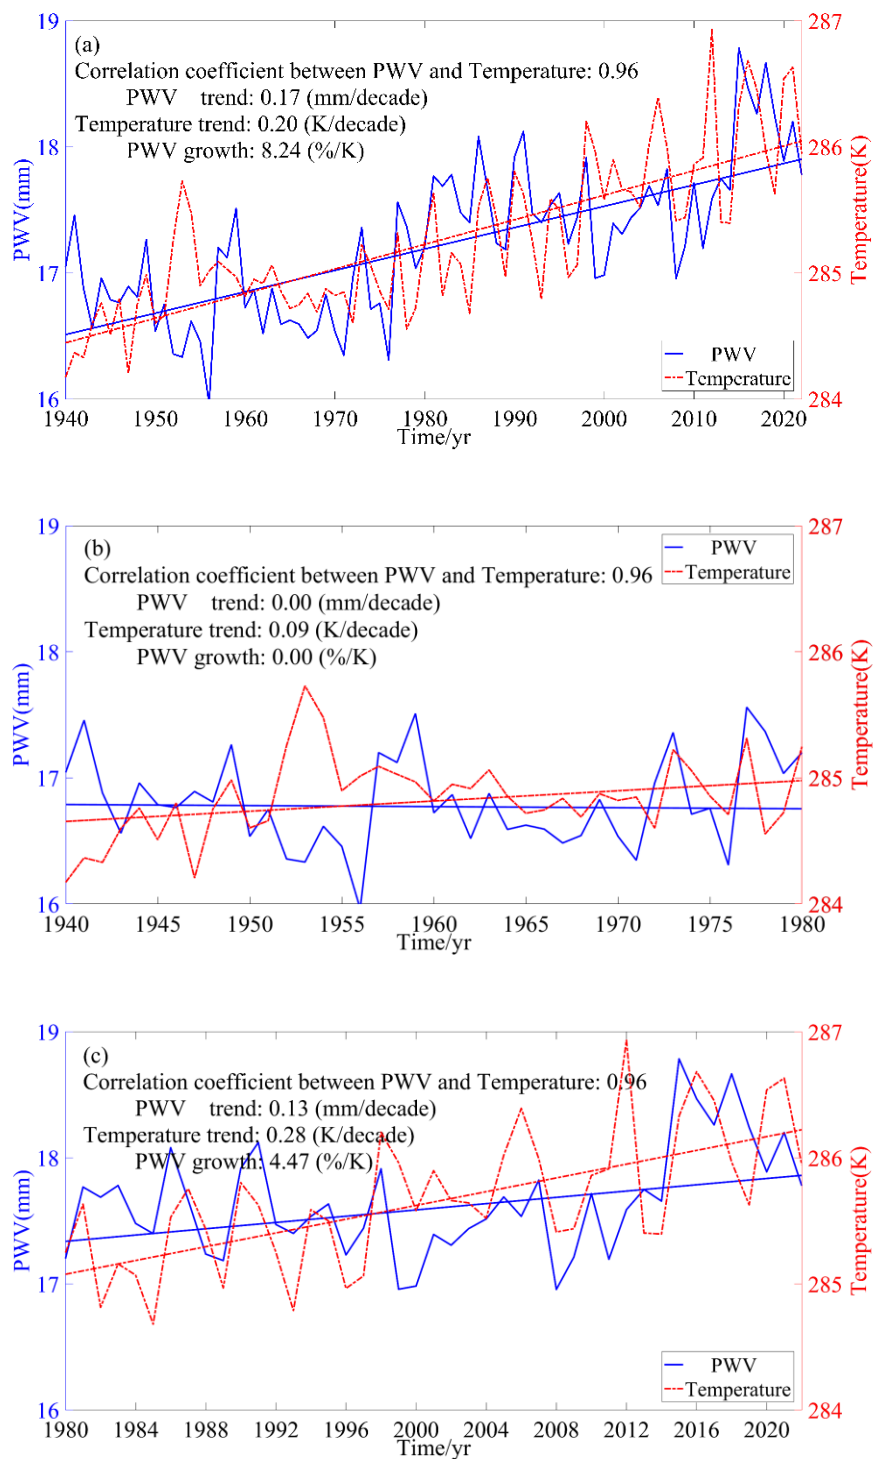 19
287
(a)
Correlation coefficient between PWV and Temperature: 0.96
PWV trend: 0.17 (mm/decade)
Temperature trend: 0.20 (K/decade)
PWV growth: 8.24 (%/K)
18
286
PWV(mm)
Temperature(K)
17
285
PWV
Temperature
16
284
1940 1950 1960 1970 1980 1990 2000 2010 2020
Time/yr
19
287
(b)
PWV
Temperature
Correlation coefficient between PWV and Temperature: 0.96
PWV trend: 0.00 (mm/decade)
Temperature trend: 0.09 (K/decade)
PWV growth: 0.00 (%/K)
18
286
PWV(mm)
Temperature(K)
17
285
16
284
1940 1945 1950 1955 1960 1965 1970 1975 1980
Time/yr
19
287
(c)
Correlation coefficient between PWV and Temperature: 0.96
PWV trend: 0.13 (mm/decade)
Temperature trend: 0.28 (K/decade)
PWV growth: 4.47 (%/K)
18
286
PWV(mm)
Temperature(K)
17
285
PWV
Temperature
16
284
1980 1984 1988 1992 1996 2000 2004 2008 2012 2016 2020
Time/yr